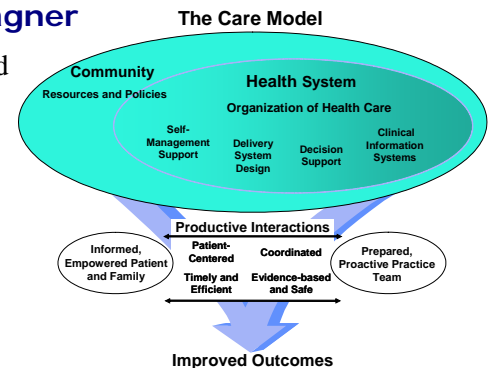 gner
The Care Model
d
Community
Resources and Policies
Health System
Organization of Health Care
Self-
Management
Support
Delivery
System
Design
Decision
Support
Clinical
Information
Systems
Productive Interactions
Informed,
Empowered Patient
and Family
Patient-
Centered
Coordinated
Timely and
Efficient
Evidence-based
and Safe
Prepared,
Proactive Practice
Team
Improved Outcomes